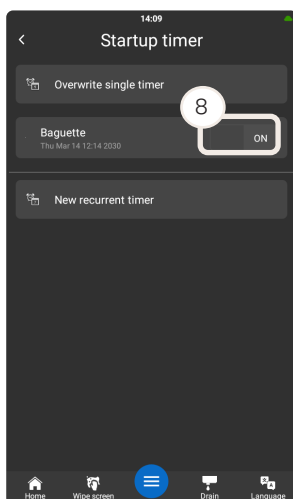 14:09
Startup timer
Overwrite single timer
8
Baguette
ON
Thu Mar 14 12:14 2030
New recurrent timer
Home Wipe screen Drain Language